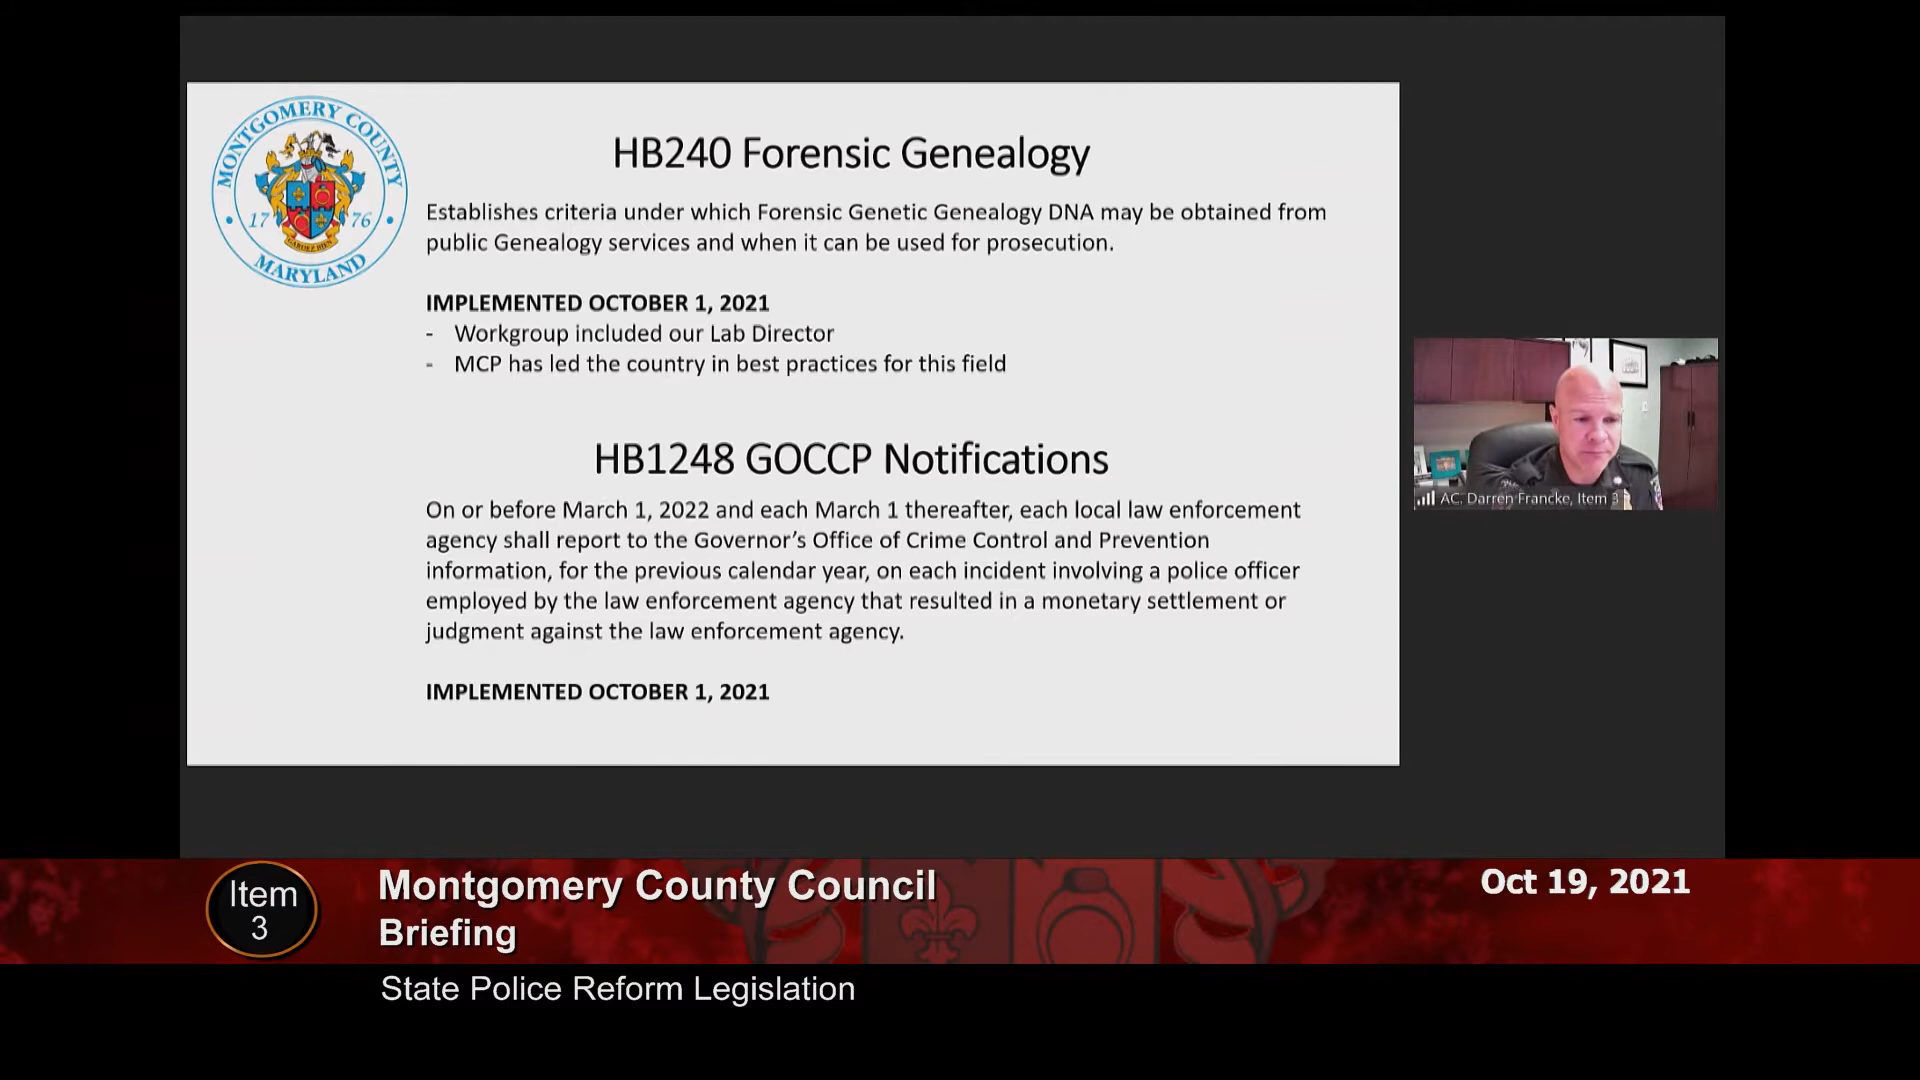 MONTGOMERY COUNTY
17 76
GARDEZ BIEN
MARYLAND
HB240 Forensic Genealogy
Establishes criteria under which Forensic Genetic Genealogy DNA may be obtained from
public Genealogy services and when it can be used for prosecution.
IMPLEMENTED OCTOBER 1, 2021
- Workgroup included our Lab Director
- MCP has led the country in best practices for this field
HB1248 GOCCP Notifications
On or before March 1, 2022 and each March 1 thereafter, each local law enforcement
agency shall report to the Governor’s Office of Crime Control and Prevention
information, for the previous calendar year, on each incident involving a police officer
employed by the law enforcement agency that resulted in a monetary settlement or
judgment against the law enforcement agency.
IMPLEMENTED OCTOBER 1, 2021
AC. Darren Francke, Item 3
Item
3
Montgomery County Council
Briefing
Oct 19, 2021
State Police Reform Legislation